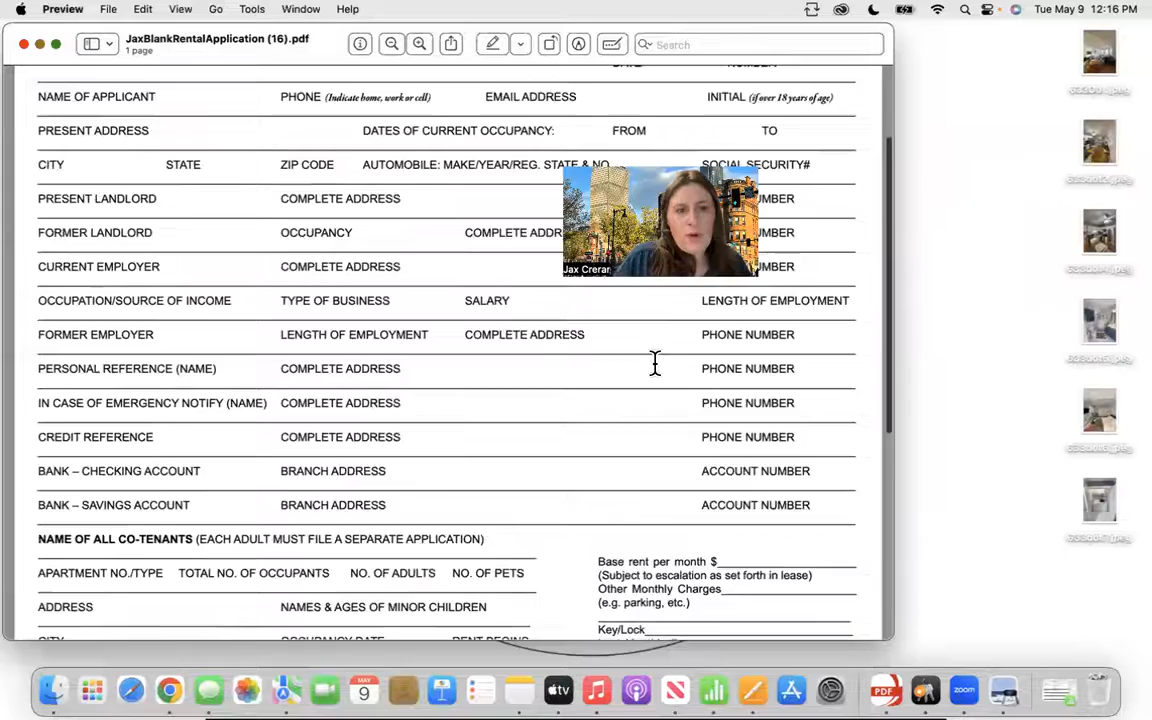 Preview File Edit View Go Tools Window Help Tue May 9 12:16 PM
JaxBlankRentalApplication (16).pdf
1 page
Search
NAME OF APPLICANT PHONE (Indicate home, work or cell) EMAIL ADDRESS INITIAL (if over 18 years of age)
PRESENT ADDRESS DATES OF CURRENT OCCUPANCY: FROM TO
CITY STATE ZIP CODE AUTOMOBILE: MAKE/YEAR/REG. STATE & NO. SOCIAL SECURITY#
PRESENT LANDLORD COMPLETE ADDRESS
FORMER LANDLORD OCCUPANCY COMPLETE
Jax Crerar
CURRENT EMPLOYER COMPLETE ADDRESS
OCCUPATION/SOURCE OF INCOME TYPE OF BUSINESS SALARY LENGTH OF EMPLOYMENT
FORMER EMPLOYER LENGTH OF EMPLOYMENT COMPLETE ADDRESS PHONE NUMBER
PERSONAL REFERENCE (NAME) COMPLETE ADDRESS PHONE NUMBER
IN CASE OF EMERGENCY NOTIFY (NAME) COMPLETE ADDRESS PHONE NUMBER
CREDIT REFERENCE COMPLETE ADDRESS PHONE NUMBER
BANK – CHECKING ACCOUNT BRANCH ADDRESS ACCOUNT NUMBER
BANK – SAVINGS ACCOUNT BRANCH ADDRESS ACCOUNT NUMBER
NAME OF ALL CO-TENANTS (EACH ADULT MUST FILE A SEPARATE APPLICATION)
Base rent per month $
(Subject to escalation as set forth in lease)
APARTMENT NO./TYPE TOTAL NO. OF OCCUPANTS NO. OF ADULTS NO. OF PETS
Other Monthly Charges
(e.g. parking, etc.)
ADDRESS NAMES & AGES OF MINOR CHILDREN
Key/Lock
MAY
9
tv
PDF
zoom